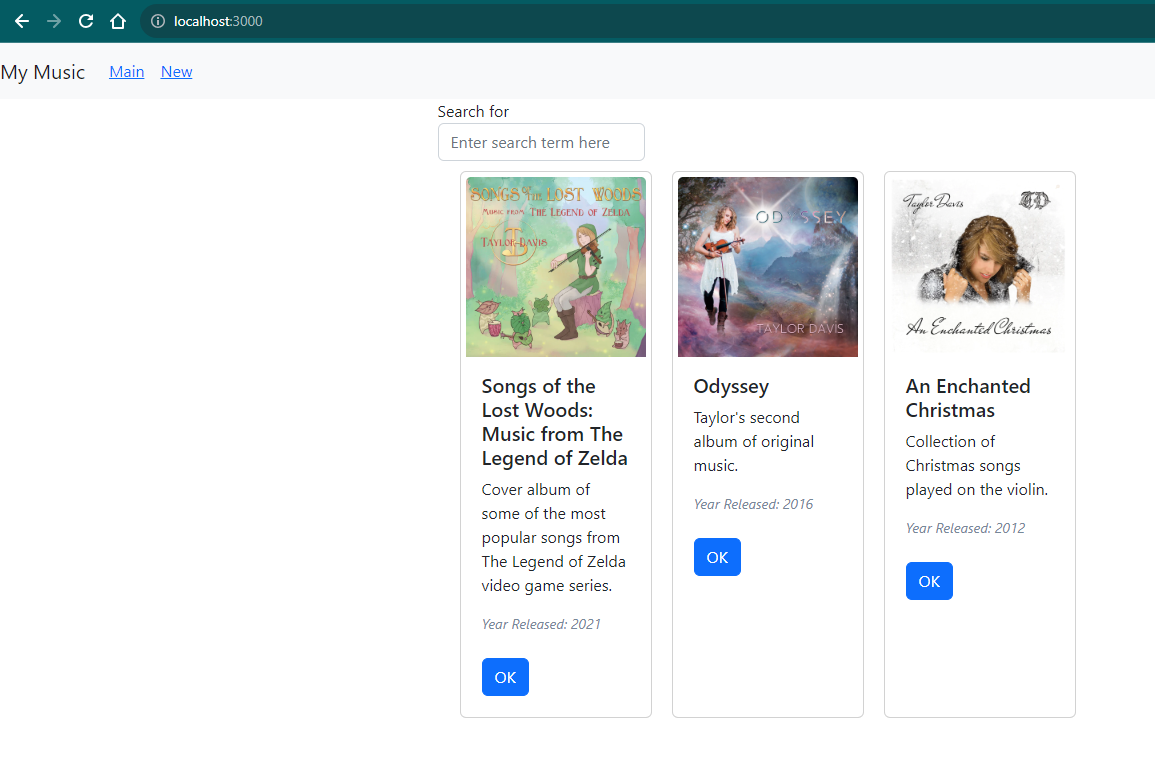 localhost:3000
My Music Main New
Search for
Enter search term here
SONGS OF THE LOST WOODS
MUSIC FROM THE LEGEND OF ZELDA
TAYLOR DAVIS
Songs of the
Lost Woods:
Music from The
Legend of Zelda
Cover album of
some of the most
popular songs from
The Legend of Zelda
video game series.
Year Released: 2021
OK
ODYSSEY
TAYLOR DAVIS
Odyssey
Taylor's second
album of original
music.
Year Released: 2016
OK
Taylor Davis
TD
An Enchanted Christmas
An Enchanted
Christmas
Collection of
Christmas songs
played on the violin.
Year Released: 2012
OK